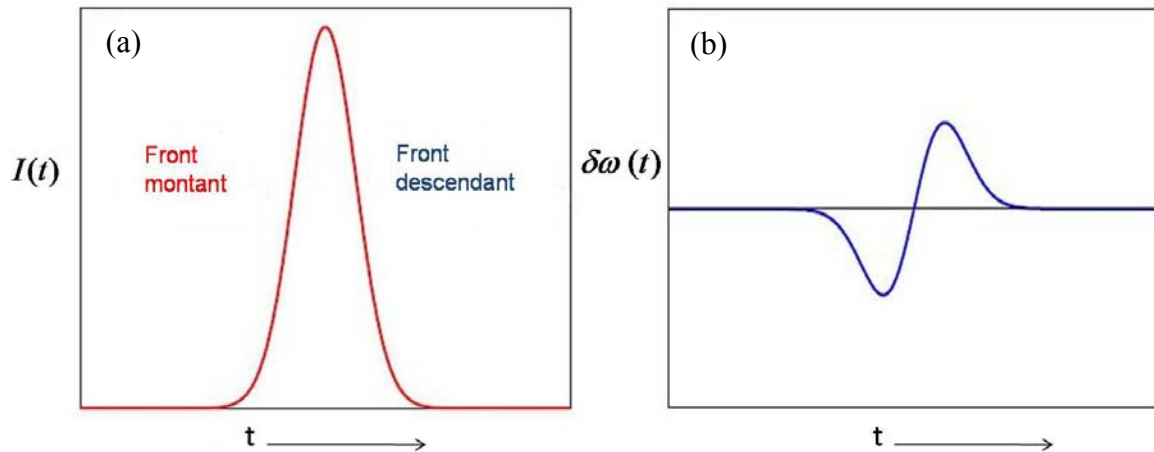 (a)
I(t)
Front
montant
Front
descendant
t
(b)
δω (t)
t